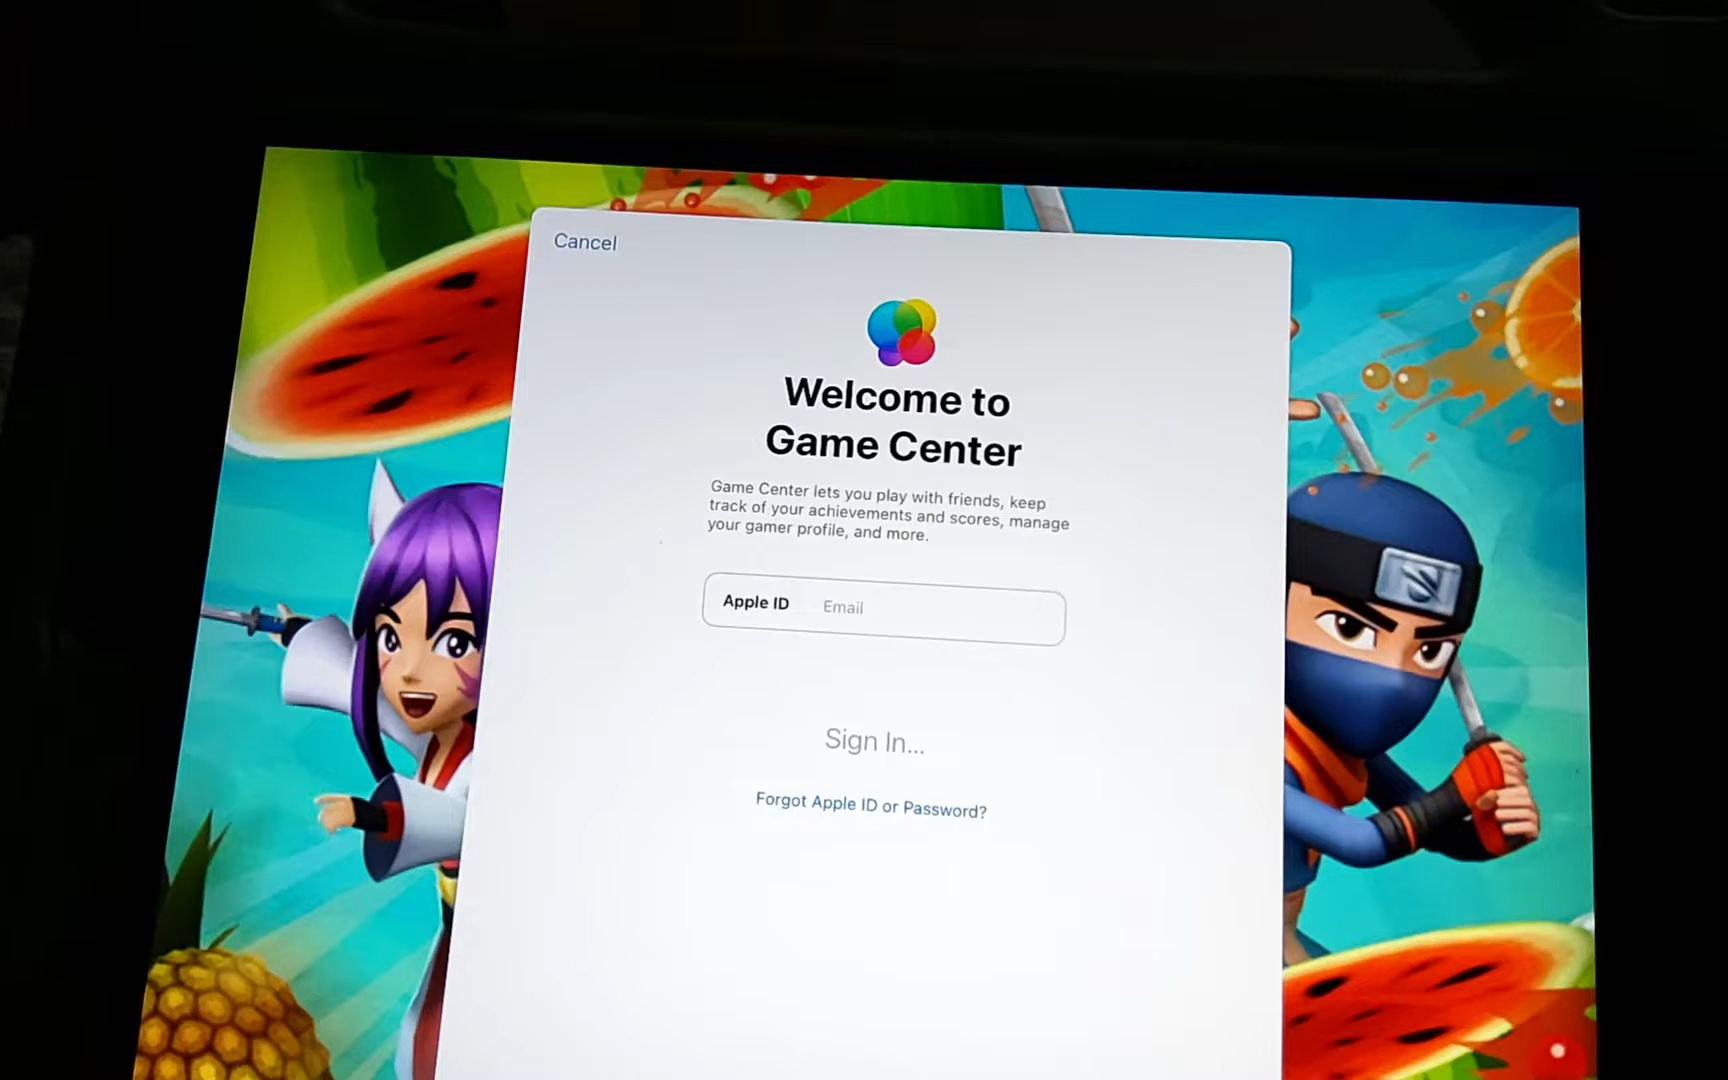 Cancel
Welcome to
Game Center
Game Center lets you play with friends, keep
track of your achievements and scores, manage
your gamer profile, and more.
Apple ID Email
Sign In...
Forgot Apple ID or Password?